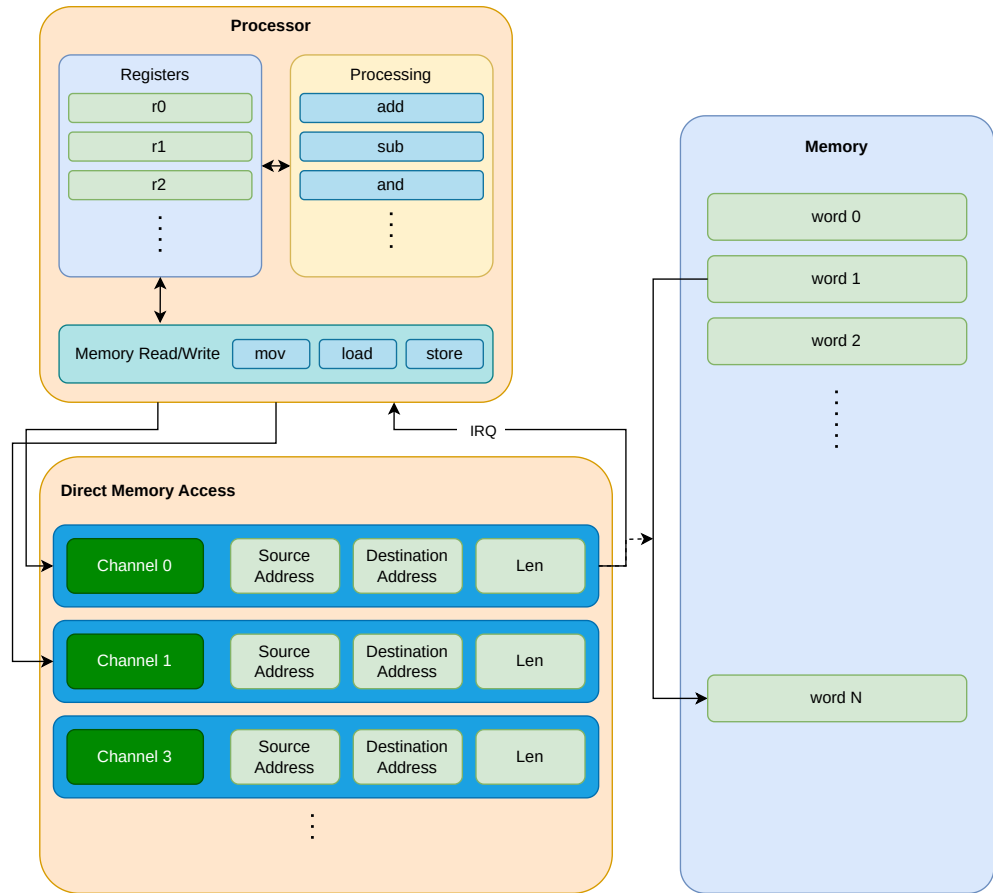 Processor
Registers
r0
r1
r2
Processing
add
sub
and
Memory Read/Write
mov
load
store
IRQ
Direct Memory Access
Channel 0
Source
Address
Destination
Address
Len
Channel 1
Source
Address
Destination
Address
Len
Channel 3
Source
Address
Destination
Address
Len
Memory
word 0
word 1
word 2
word N